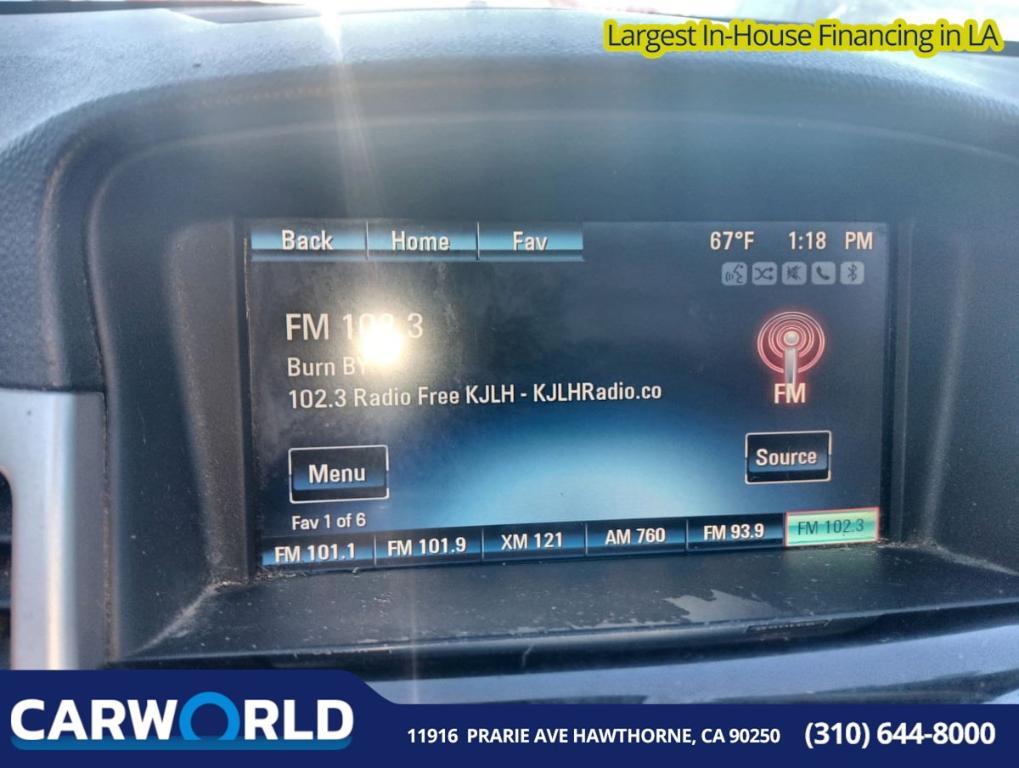 Largest In-House Financing in LA
Back Home Fav 67°F 1:18 PM
FM 102.3
Burn
102.3 Radio Free KJLH - KJLHRadio.co
FM
Menu Source
Fav 1 of 6
FM 101.1 FM 101.9 XM 121 AM 760 FM 93.9 FM 102.3
CARWORLD
11916 PRARIE AVE HAWTHORNE, CA 90250 (310) 644-8000